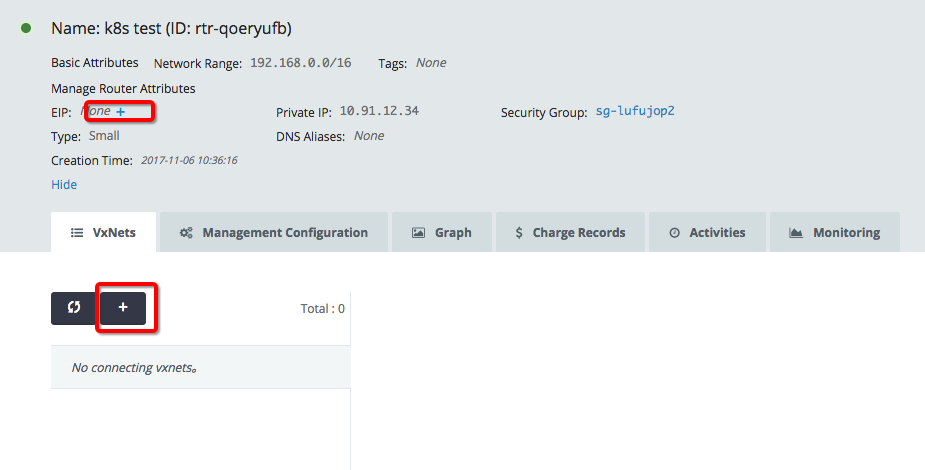 Name: k8s test (ID: rtr-qoeryufb)
Basic Attributes Network Range: 192.168.0.0/16 Tags: None
Manage Router Attributes
EIP: None + Private IP: 10.91.12.34 Security Group: sg-lufujop2
Type: Small DNS Aliases: None
Creation Time: 2017-11-06 10:36:16
Hide
VxNets Management Configuration Graph $ Charge Records Activities Monitoring
+ Total : 0
No connecting vxnets。